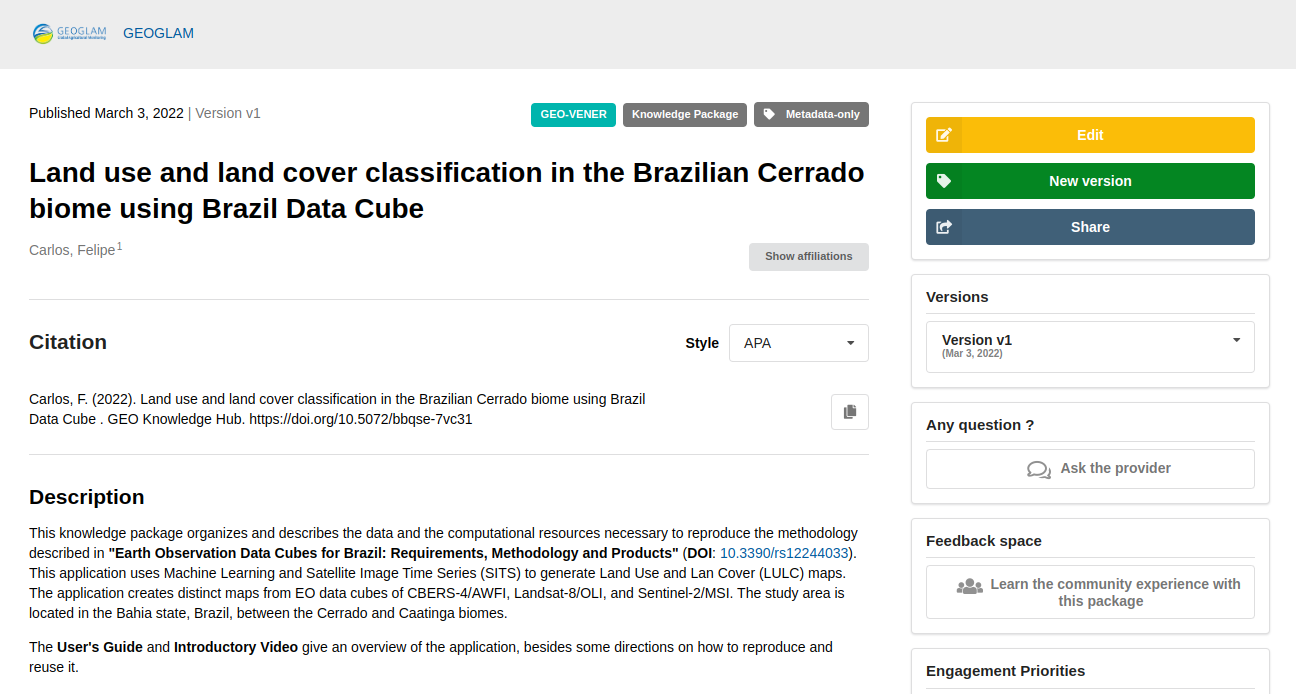 GEOGLAM
GEOGLAM
Published March 3, 2022 | Version v1
GEO-VENER
Knowledge Package
Metadata-only
Land use and land cover classification in the Brazilian Cerrado
biome using Brazil Data Cube
Carlos, Felipe 1
Show affiliations
Citation
Style
APA
Carlos, F. (2022). Land use and land cover classification in the Brazilian Cerrado biome using Brazil
Data Cube . GEO Knowledge Hub. https://doi.org/10.5072/bbqse-7vc31
Description
This knowledge package organizes and describes the data and the computational resources necessary to reproduce the methodology
described in "Earth Observation Data Cubes for Brazil: Requirements, Methodology and Products" (DOI: 10.3390/rs12244033).
This application uses Machine Learning and Satellite Image Time Series (SITS) to generate Land Use and Lan Cover (LULC) maps.
The application creates distinct maps from EO data cubes of CBERS-4/AWFI, Landsat-8/OLI, and Sentinel-2/MSI. The study area is
located in the Bahia state, Brazil, between the Cerrado and Caatinga biomes.
The User's Guide and Introductory Video give an overview of the application, besides some directions on how to reproduce and
reuse it.
Edit
New version
Share
Versions
Version v1
(Mar 3, 2022)
Any question ?
Ask the provider
Feedback space
Learn the community experience with
this package
Engagement Priorities